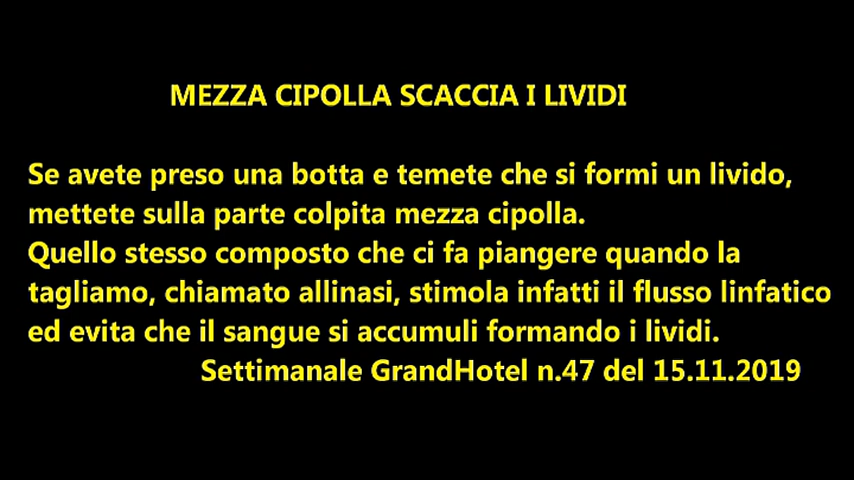 MEZZA CIPOLLA SCACCIA I LIVIDI
Se avete preso una botta e temete che si formi un livido,
mettete sulla parte colpita mezza cipolla.
Quello stesso composto che ci fa piangere quando la
tagliamo, chiamato allinasi, stimola infatti il flusso linfatico
ed evita che il sangue si accumuli formando i lividi.
Settimanale GrandHotel n.47 del 15.11.2019